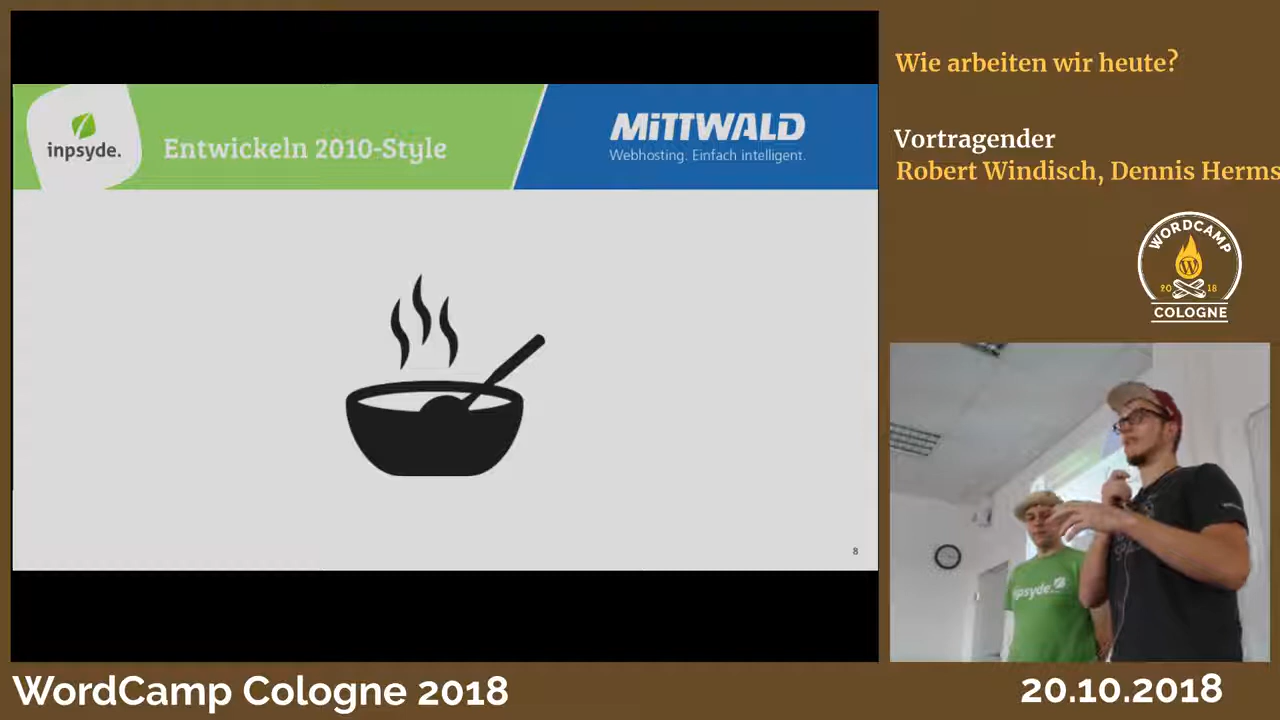 inpsyde.
Entwickeln 2010-Style
MITTWALD
Webhosting. Einfach intelligent.
8
Wie arbeiten wir heute?
Vortragender
Robert Windisch, Dennis Herms
WORDCAMP
20 18
COLOGNE
inpsyde.
WordCamp Cologne 2018
20.10.2018